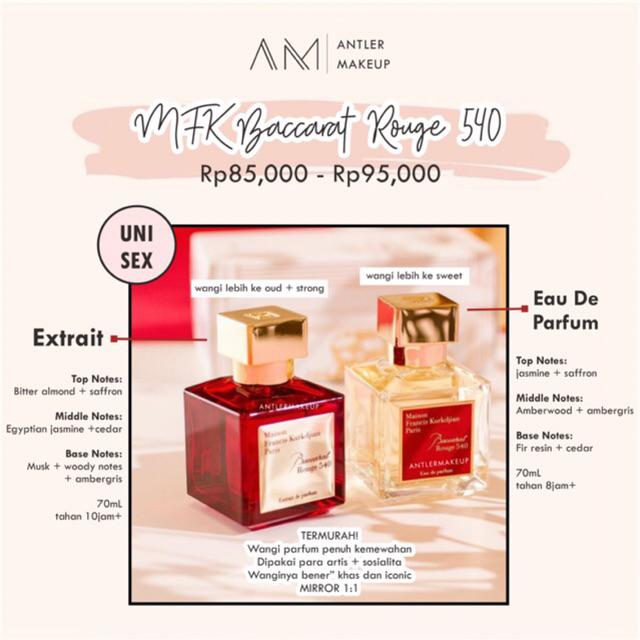 AM
ANTLER
MAKEUP
MFK Baccarat Rouge 540
Rp85,000 - Rp95,000
UNI
SEX
wangi lebih ke oud + strong
wangi lebih ke sweet
Extrait
Top Notes:
Bitter almond + saffron
Middle Notes:
Egyptian jasmine +cedar
Base Notes:
Musk + woody notes
+ ambergris
70mL
tahan 10jam+
Eau De
Parfum
Top Notes:
jasmine + saffron
Middle Notes:
Amberwood + ambergris
Base Notes:
Fir resin + cedar
70mL
tahan 8jam+
ANTLERMAKEUP
Maison
Francis Kurkdjian
Paris
Baccarat
Rouge 540
Extrait de parfum
Maison
Francis Kurkdjian
Paris
Baccarat
Rouge 540
ANTLERMAKEUP
Eau de parfum
TERMURAH!
Wangi parfum penuh kemewahan
Dipakai para artis + sosialita
Wanginya bener" khas dan iconic
MIRROR 1:1